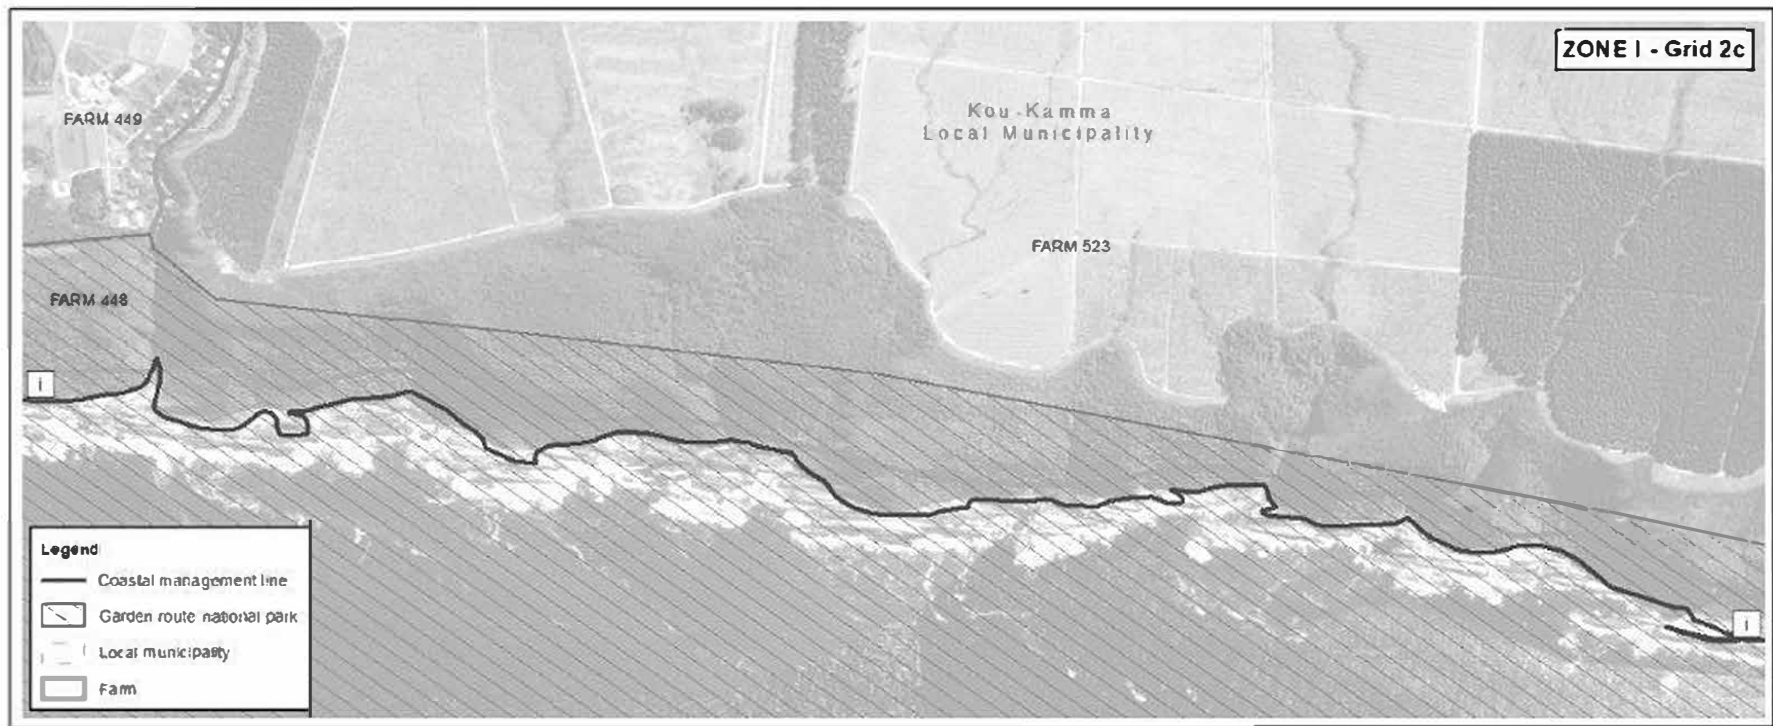 ZONE I - Grid 2c
FARM 449
Kou-Kamma
Local Municipality
FARM 523
FARM 448
i
i
Legend
Coastal management line
Garden route national park
Local municipality
Farm